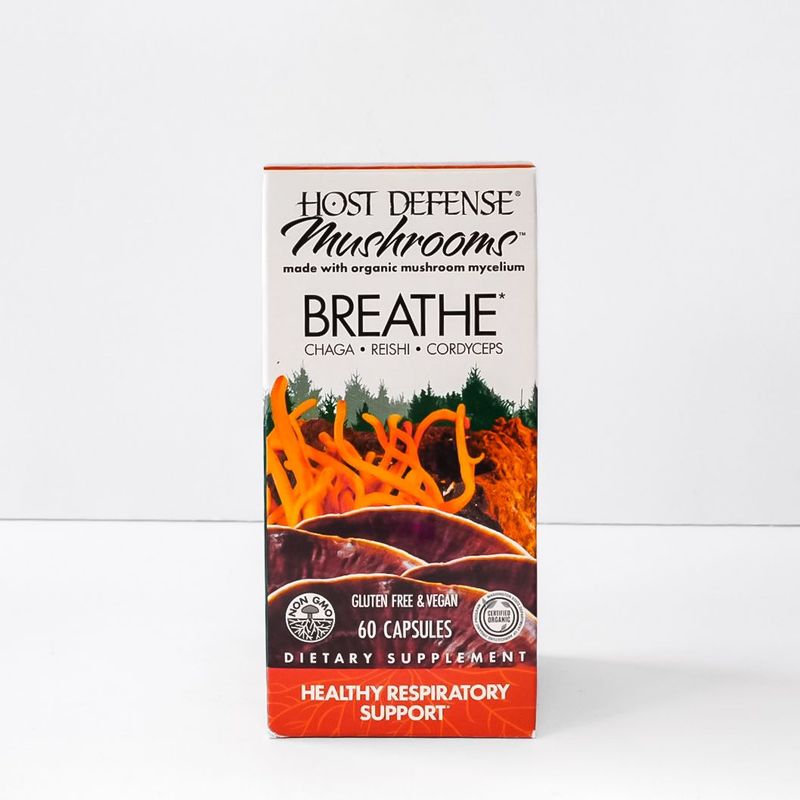 HOST DEFENSE®
Mushrooms™
made with organic mushroom mycelium
BREATHE*
CHAGA • REISHI • CORDYCEPS
NON GMO
GLUTEN FREE & VEGAN
60 CAPSULES
CERTIFIED
ORGANIC
DIETARY SUPPLEMENT
HEALTHY RESPIRATORY
SUPPORT*